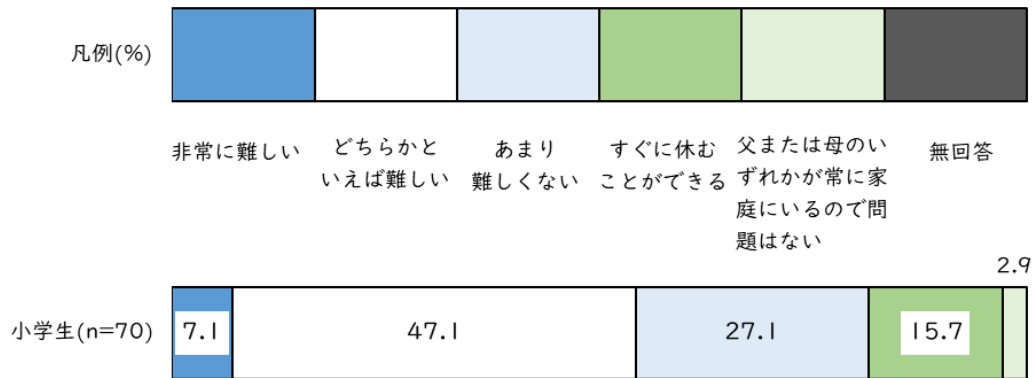 凡例(%)
非常に難しい
どちらかと
いえば難しい
あまり
難しくない
すぐに休む
ことができる
父または母のい
ずれかが常に家
庭にいるので問
題はない
無回答
2.9
小学生(n=70)
7.1
47.1
27.1
15.7